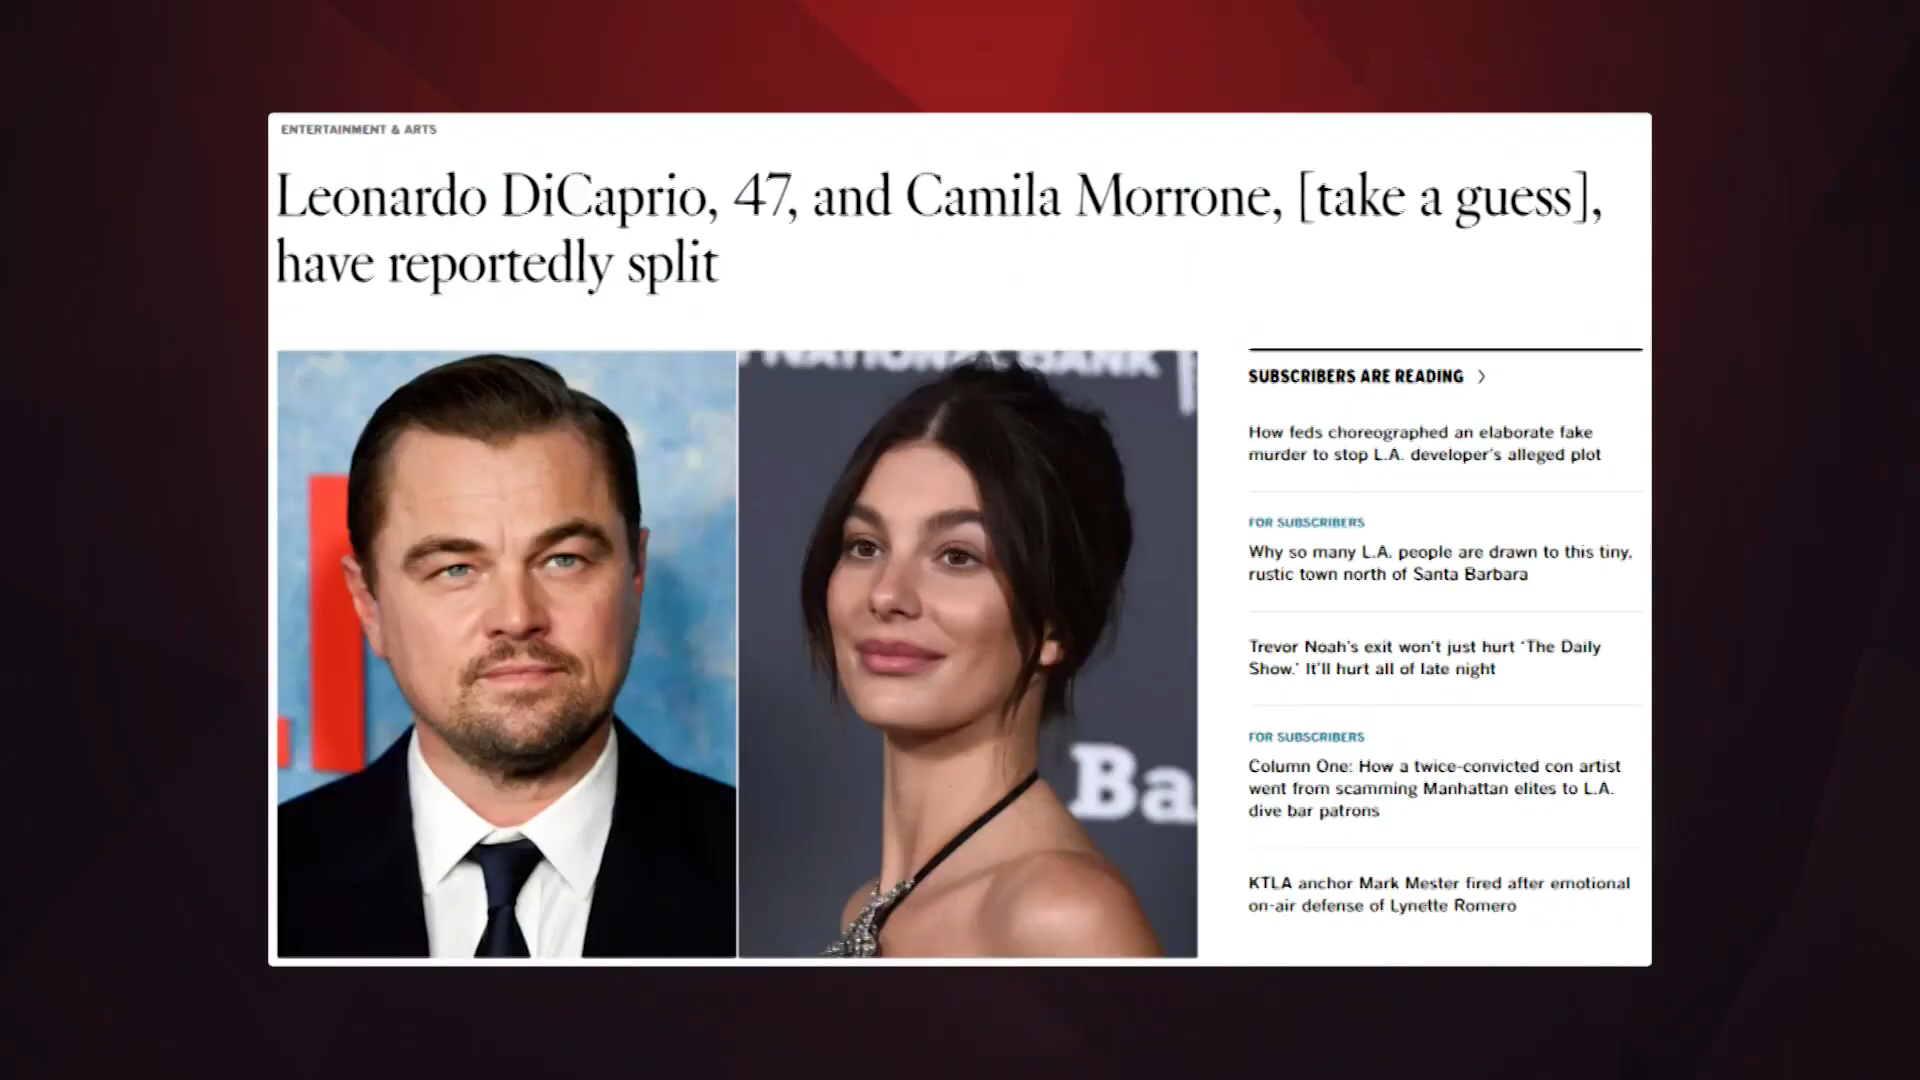 ENTERTAINMENT & ARTS
Leonardo DiCaprio, 47, and Camila Morrone, [take a guess],
have reportedly split
NATIONAL BANK
Ba
SUBSCRIBERS ARE READING >
How feds choreographed an elaborate fake
murder to stop L.A. developer's alleged plot
FOR SUBSCRIBERS
Why so many L.A. people are drawn to this tiny,
rustic town north of Santa Barbara
Trevor Noah's exit won't just hurt 'The Daily
Show.' It'll hurt all of late night
FOR SUBSCRIBERS
Column One: How a twice-convicted con artist
went from scamming Manhattan elites to L.A.
dive bar patrons
KTLA anchor Mark Mester fired after emotional
on-air defense of Lynette Romero